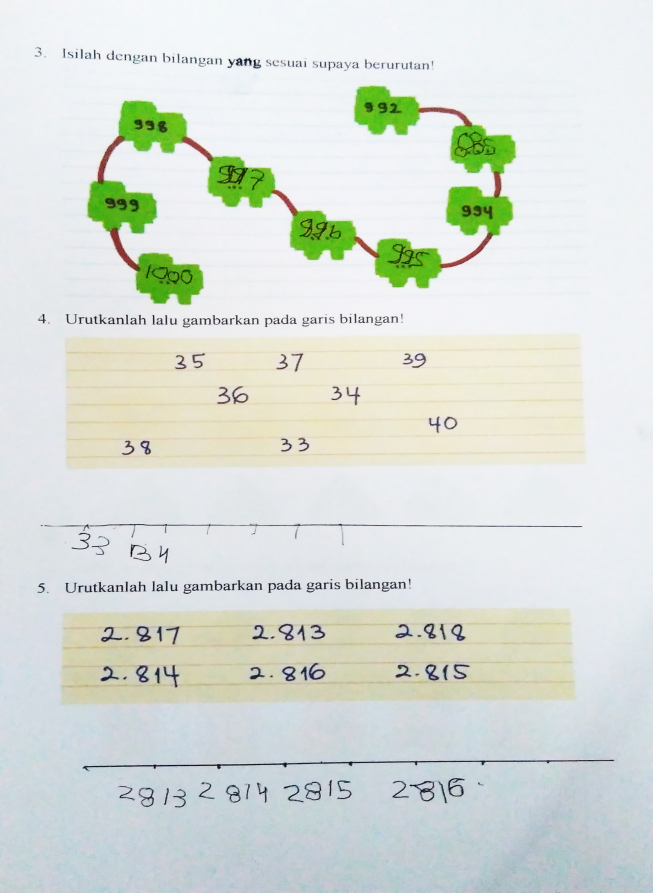 3. Isilah dengan bilangan yang sesuai supaya berurutan!
992
998
997
994
999
996
995
1000
4. Urutkanlah lalu gambarkan pada garis bilangan!
35 37 39
36 34
40
38 33
33 34
5. Urutkanlah lalu gambarkan pada garis bilangan!
2.817 2.813 2.818
2.814 2.816 2.815
2813 2814 2815 2816